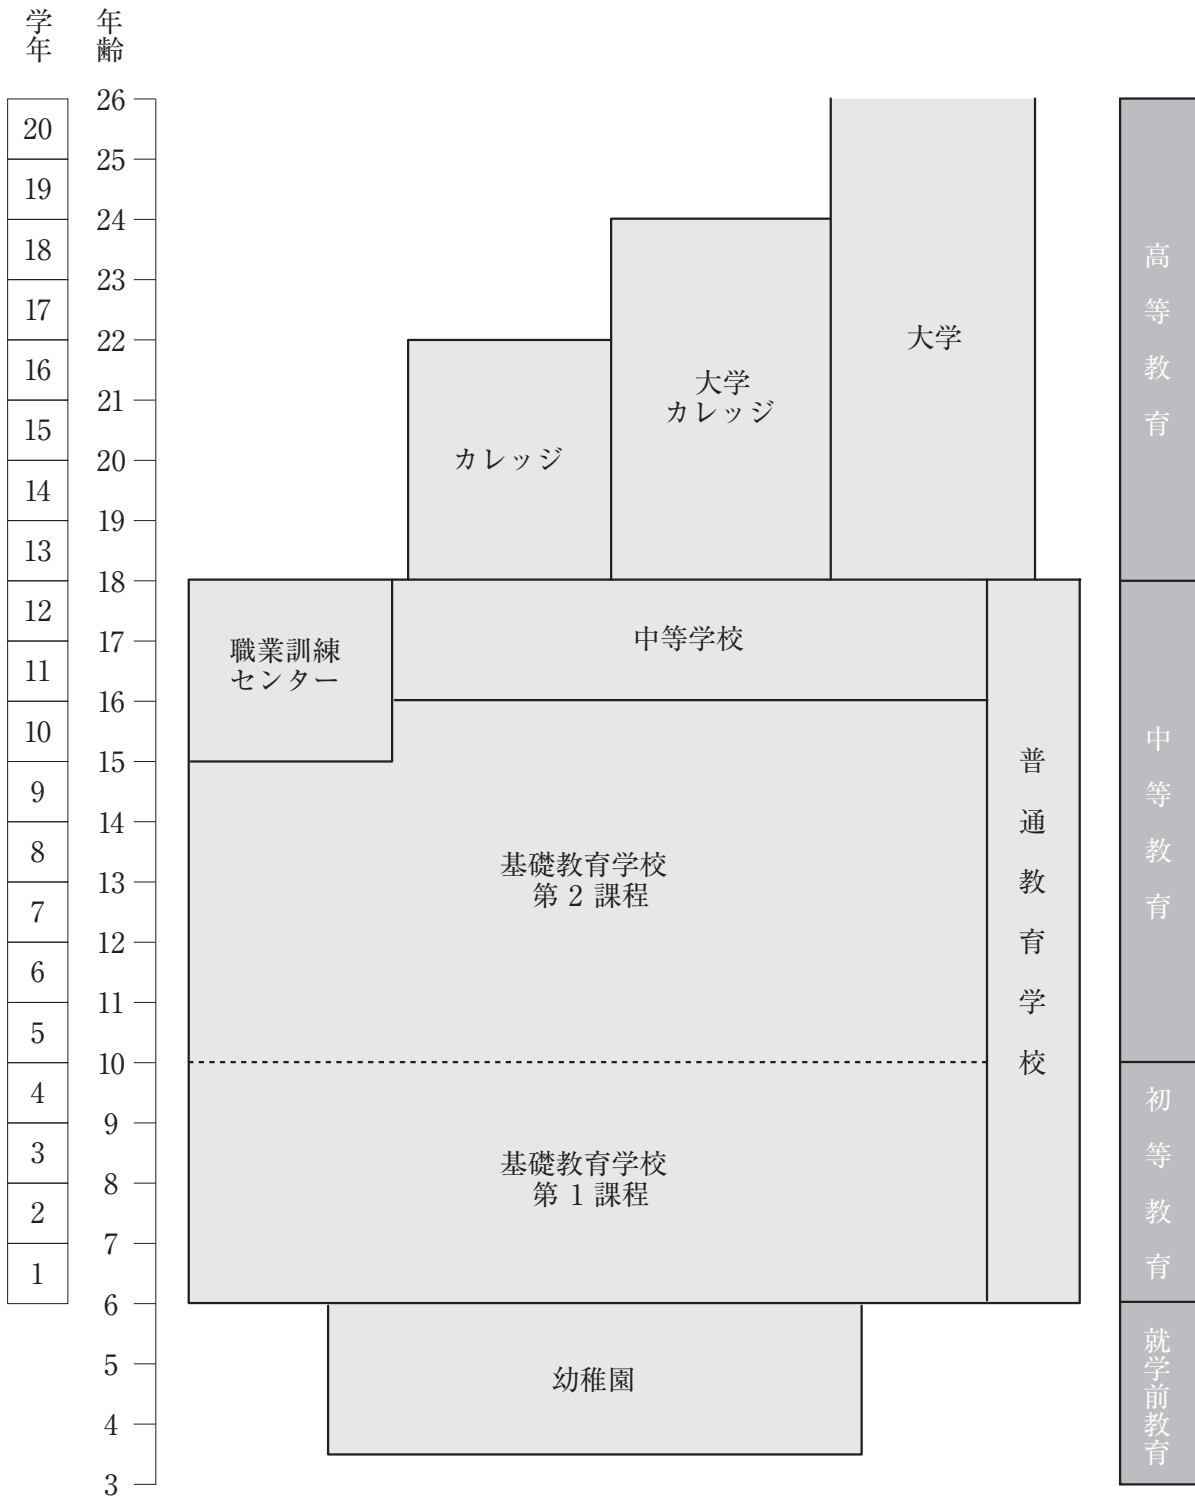 学年
年齢
26
20
25
19
24
18
23
17
22
16
21
15
20
14
19
13
18
12
17
11
16
10
15
9
14
8
13
7
12
6
11
5
10
4
9
3
8
2
7
1
6
5
4
3
大学
大学
カレッジ
カレッジ
職業訓練
センター
中等学校
普通教育学校
基礎教育学校
第 2 課程
基礎教育学校
第 1 課程
幼稚園
高等教育
中等教育
初等教育
就学前教育